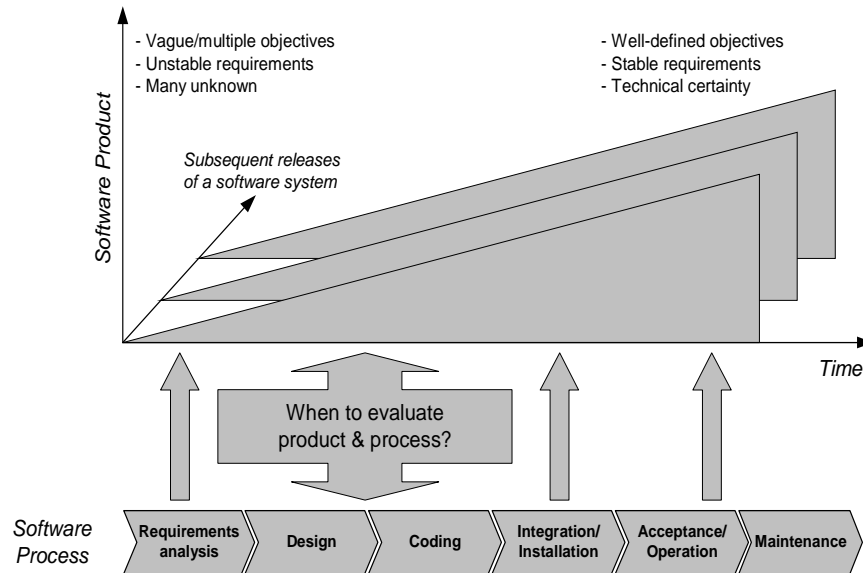 - Vague/multiple objectives
- Unstable requirements
- Many unknown
- Well-defined objectives
- Stable requirements
- Technical certainty
Software Product
Subsequent releases
of a software system
Time
When to evaluate
product & process?
Software
Process
Requirements
analysis
Design
Coding
Integration/
Installation
Acceptance/
Operation
Maintenance